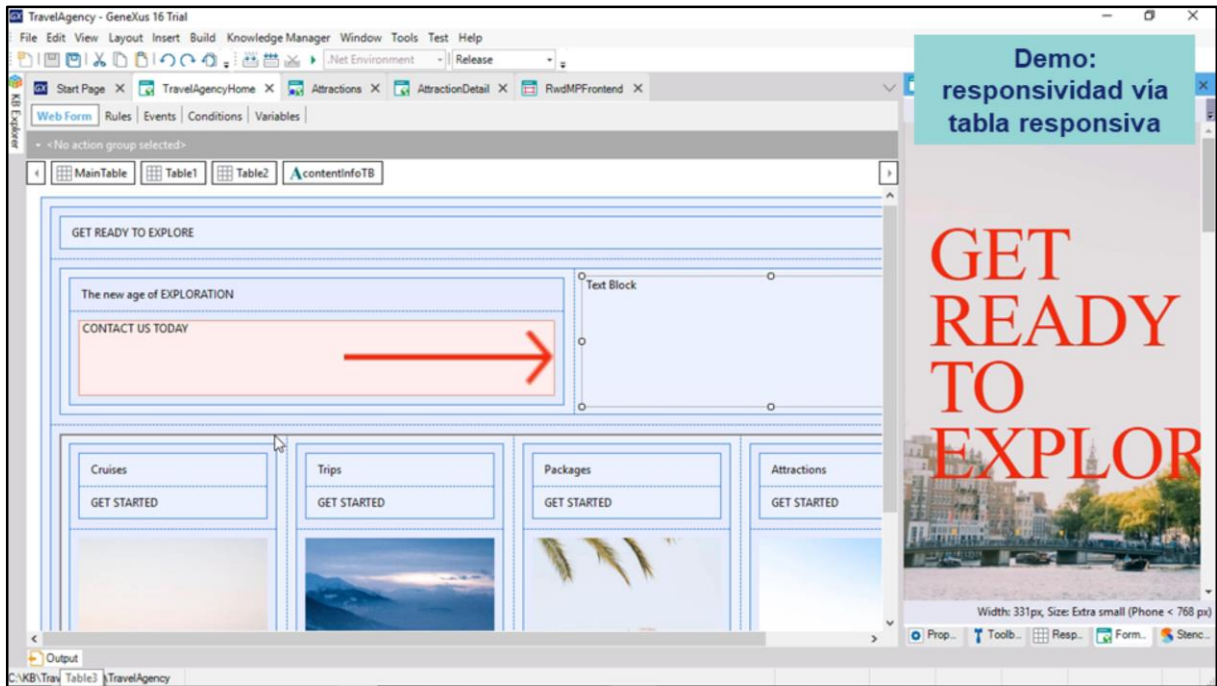 TravelAgency - GeneXus 16 Trial
File Edit View Layout Insert Build Knowledge Manager Window Tools Test Help
.Net Environment Release
Demo:
responsividad vía
tabla responsiva
Start Page TravelAgencyHome Attractions AttractionDetail RwdMPFrontend
KB Explorer
Web Form Rules Events Conditions Variables
<No action group selected>
MainTable Table1 Table2 contentInfoTB
GET READY TO EXPLORE
The new age of EXPLORATION
Text Block
CONTACT US TODAY
Cruises Trips Packages Attractions
GET STARTED GET STARTED GET STARTED GET STARTED
GET
READY
TO
EXPLOR
Width: 331px, Size: Extra small (Phone < 768 px)
Prop... Toolb... Resp... Form... Stenc...
Output
C:\KB\Trav Table3 \TravelAgency